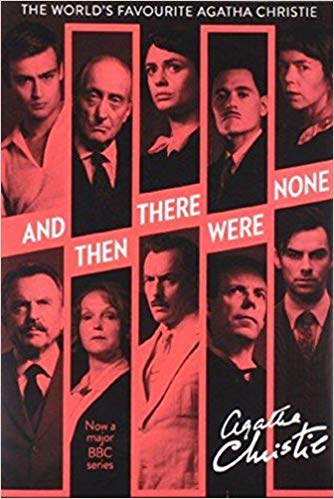 THE WORLD'S FAVOURITE AGATHA CHRISTIE
AND THEN THERE WERE NONE
Now a
major
BBC
series
Agatha
Christie